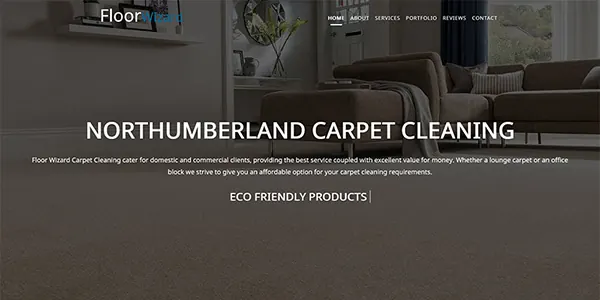 Floorwizard
HOME ABOUT SERVICES PORTFOLIO REVIEWS CONTACT
NORTHUMBERLAND CARPET CLEANING
Floor Wizard Carpet Cleaning cater for domestic and commercial clients, providing the best service coupled with excellent value for money. Whether a lounge carpet or an office
block we strive to give you an affordable option for your carpet cleaning requirements.
ECO FRIENDLY PRODUCTS